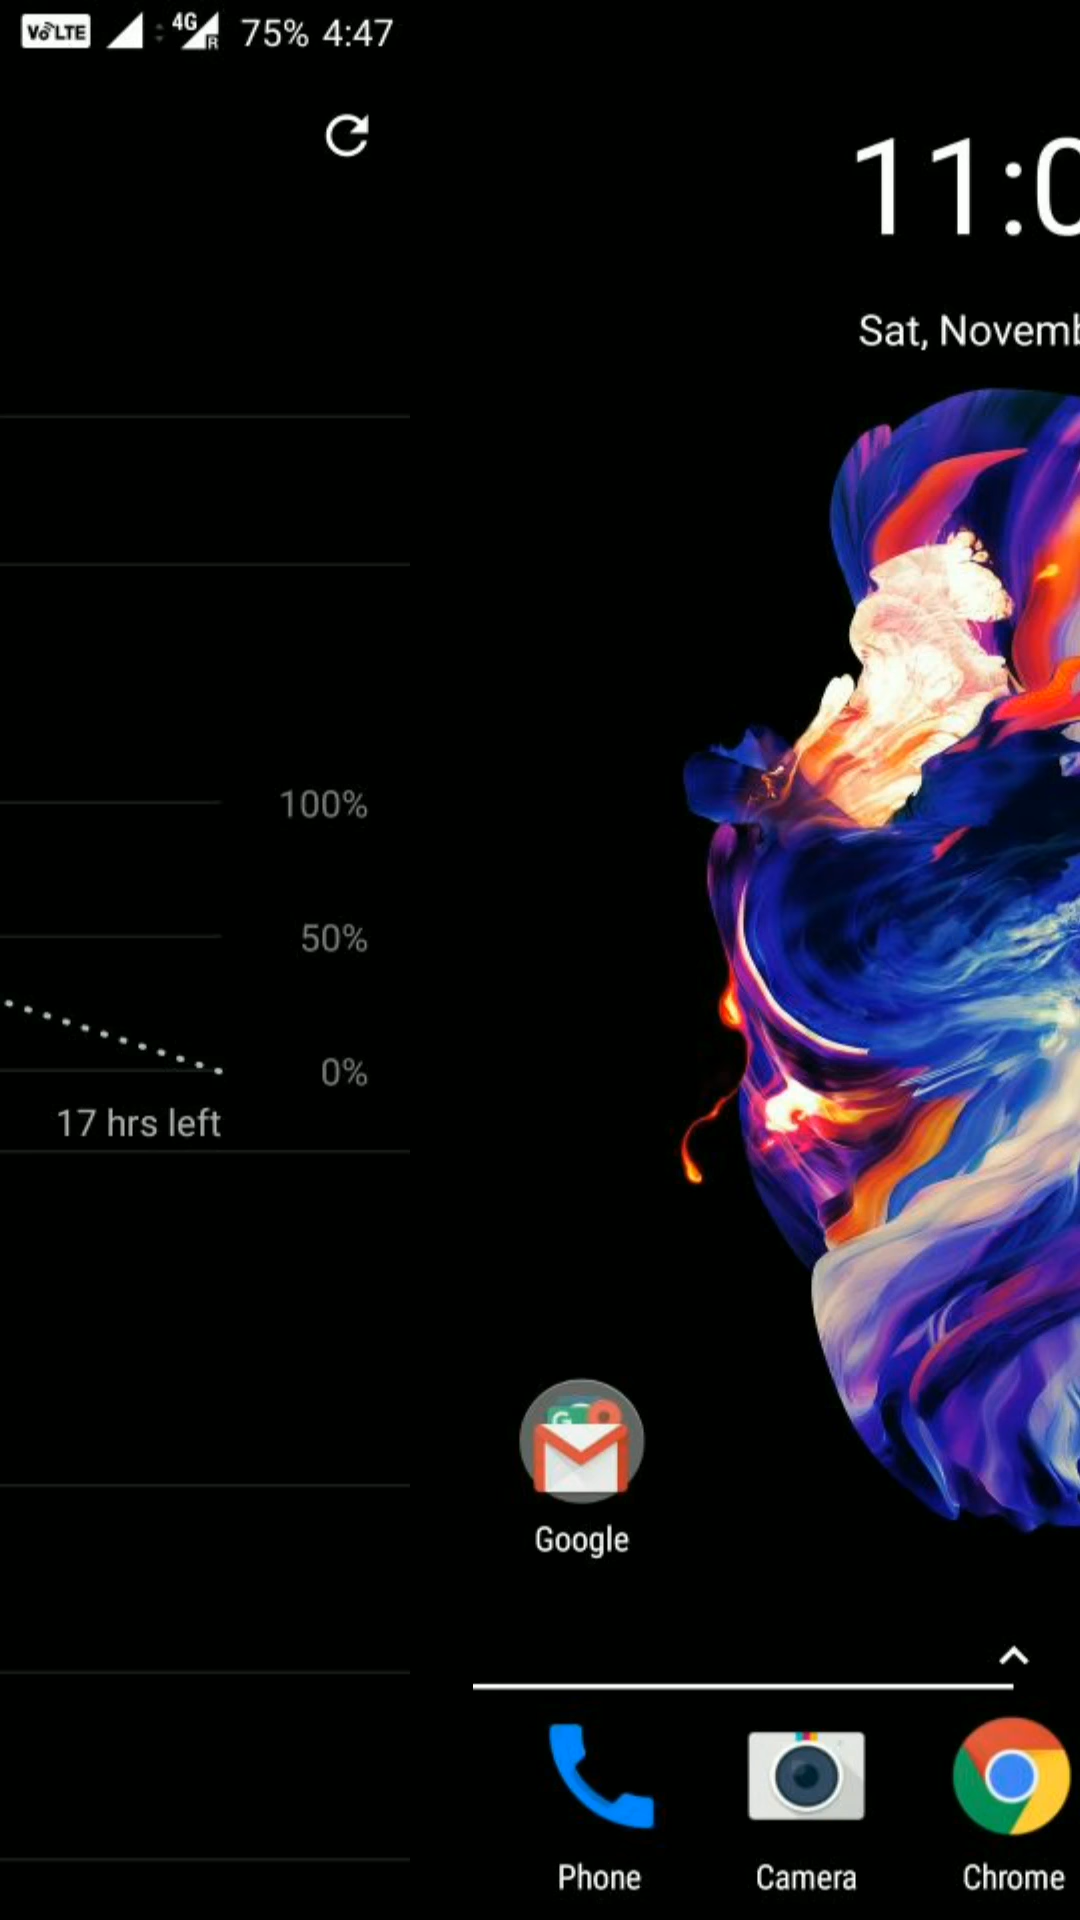 VoLTE 4G R 75% 4:47
100%
50%
0%
17 hrs left
11:0
Sat, Novemb
G
Google
Phone
Camera
Chrome